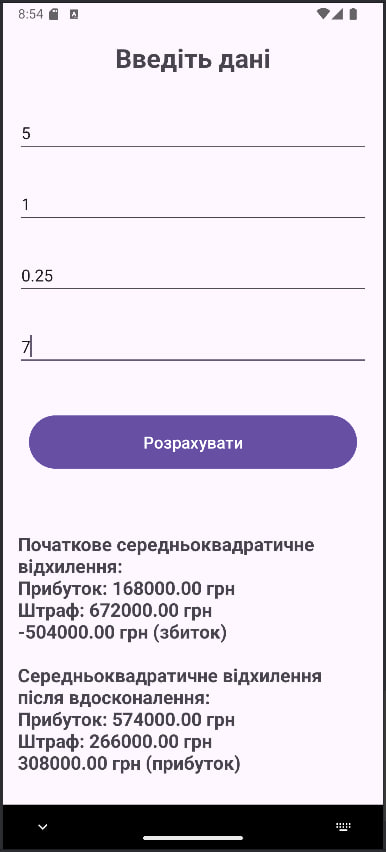 8:54
Введіть дані
5
1
0.25
7
Розрахувати
Початкове середньоквадратичне
відхилення:
Прибуток: 168000.00 грн
Штраф: 672000.00 грн
-504000.00 грн (збиток)
Середньоквадратичне відхилення
після вдосконалення:
Прибуток: 574000.00 грн
Штраф: 266000.00 грн
308000.00 грн (прибуток)